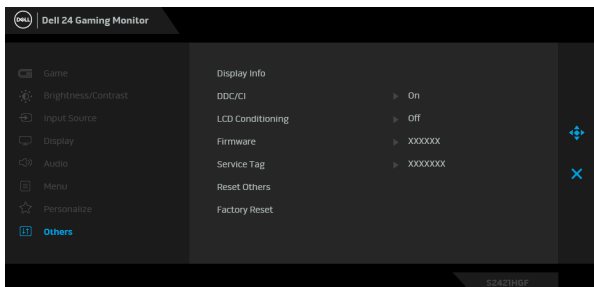 DELL Dell 24 Gaming Monitor
Game
Brightness/Contrast
Input Source
Display
Audio
Menu
Personalize
Others
Display Info
DDC/CI On
LCD Conditioning Off
Firmware XXXXXX
Service Tag XXXXXXX
Reset Others
Factory Reset
S2421HGF